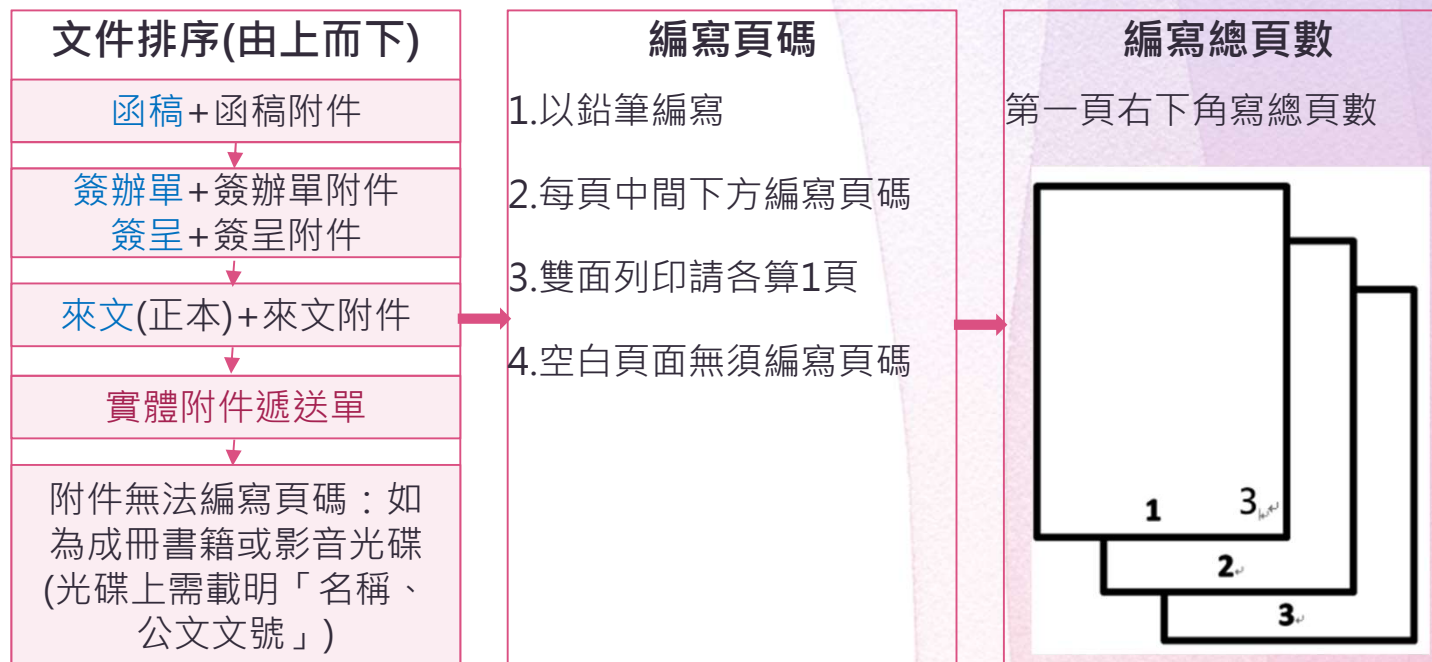 文件排序(由上而下)
函稿+函稿附件
簽辦單+簽辦單附件
簽呈+簽呈附件
來文(正本)+來文附件
實體附件遞送單
附件無法編寫頁碼：如
為成冊書籍或影音光碟
(光碟上需載明「名稱、
公文文號」)
編寫頁碼
1.以鉛筆編寫
2.每頁中間下方編寫頁碼
3.雙面列印請各算1頁
4.空白頁面無須編寫頁碼
編寫總頁數
第一頁右下角寫總頁數
1 3
2
3